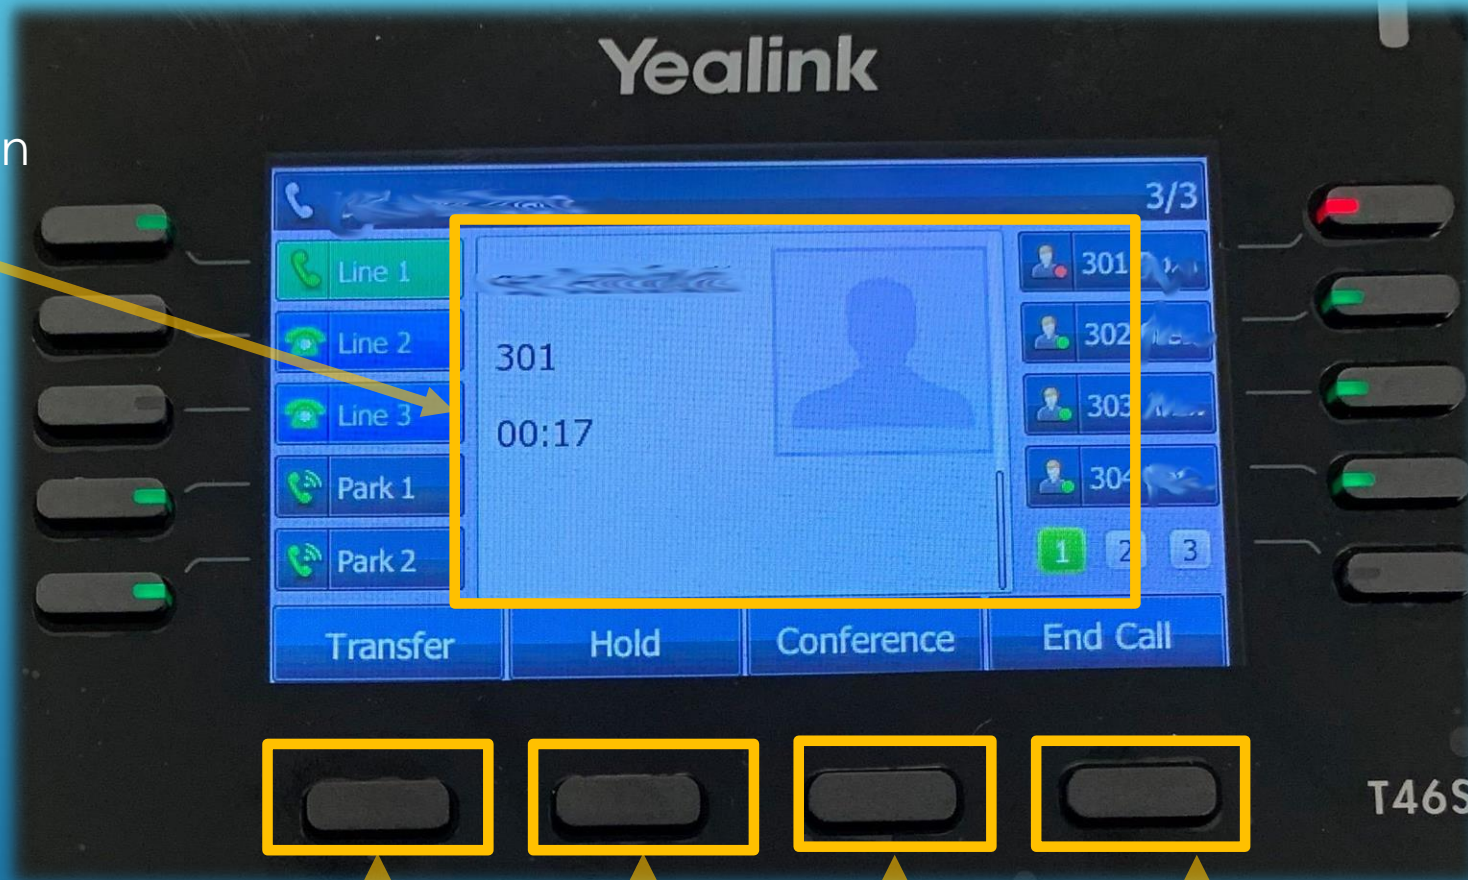 Yealink
n
3/3
Line 1
301
Line 2
301
302
Line 3
00:17
303
Park 1
304
Park 2
1 2 3
Transfer Hold Conference End Call
T46S